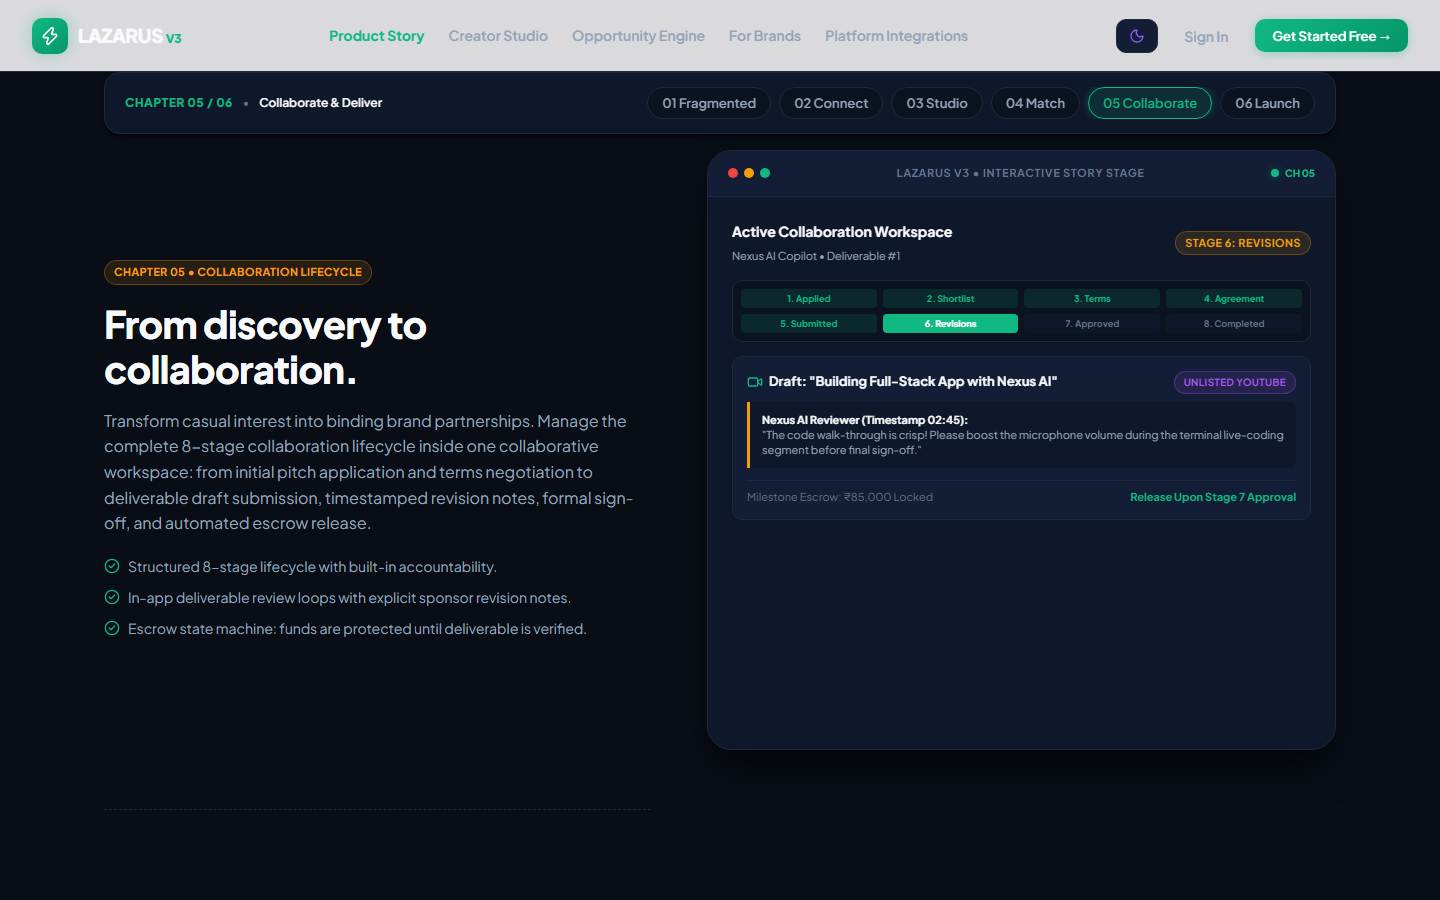 LAZARUS V3
Product Story
Creator Studio
Opportunity Engine
For Brands
Platform Integrations
Sign In
Get Started Free →
CHAPTER 05 / 06 • Collaborate & Deliver
01 Fragmented
02 Connect
03 Studio
04 Match
05 Collaborate
06 Launch
CHAPTER 05 • COLLABORATION LIFECYCLE
From discovery to
collaboration.
Transform casual interest into binding brand partnerships. Manage the
complete 8-stage collaboration lifecycle inside one collaborative
workspace: from initial pitch application and terms negotiation to
deliverable draft submission, timestamped revision notes, formal sign-
off, and automated escrow release.
Structured 8-stage lifecycle with built-in accountability.
In-app deliverable review loops with explicit sponsor revision notes.
Escrow state machine: funds are protected until deliverable is verified.
LAZARUS V3 • INTERACTIVE STORY STAGE
CH 05
Active Collaboration Workspace
Nexus AI Copilot • Deliverable #1
STAGE 6: REVISIONS
1. Applied
2. Shortlist
3. Terms
4. Agreement
5. Submitted
6. Revisions
7. Approved
8. Completed
Draft: "Building Full-Stack App with Nexus AI"
UNLISTED YOUTUBE
Nexus AI Reviewer (Timestamp 02:45):
"The code walk-through is crisp! Please boost the microphone volume during the terminal live-coding
segment before final sign-off."
Milestone Escrow: ₹85,000 Locked
Release Upon Stage 7 Approval